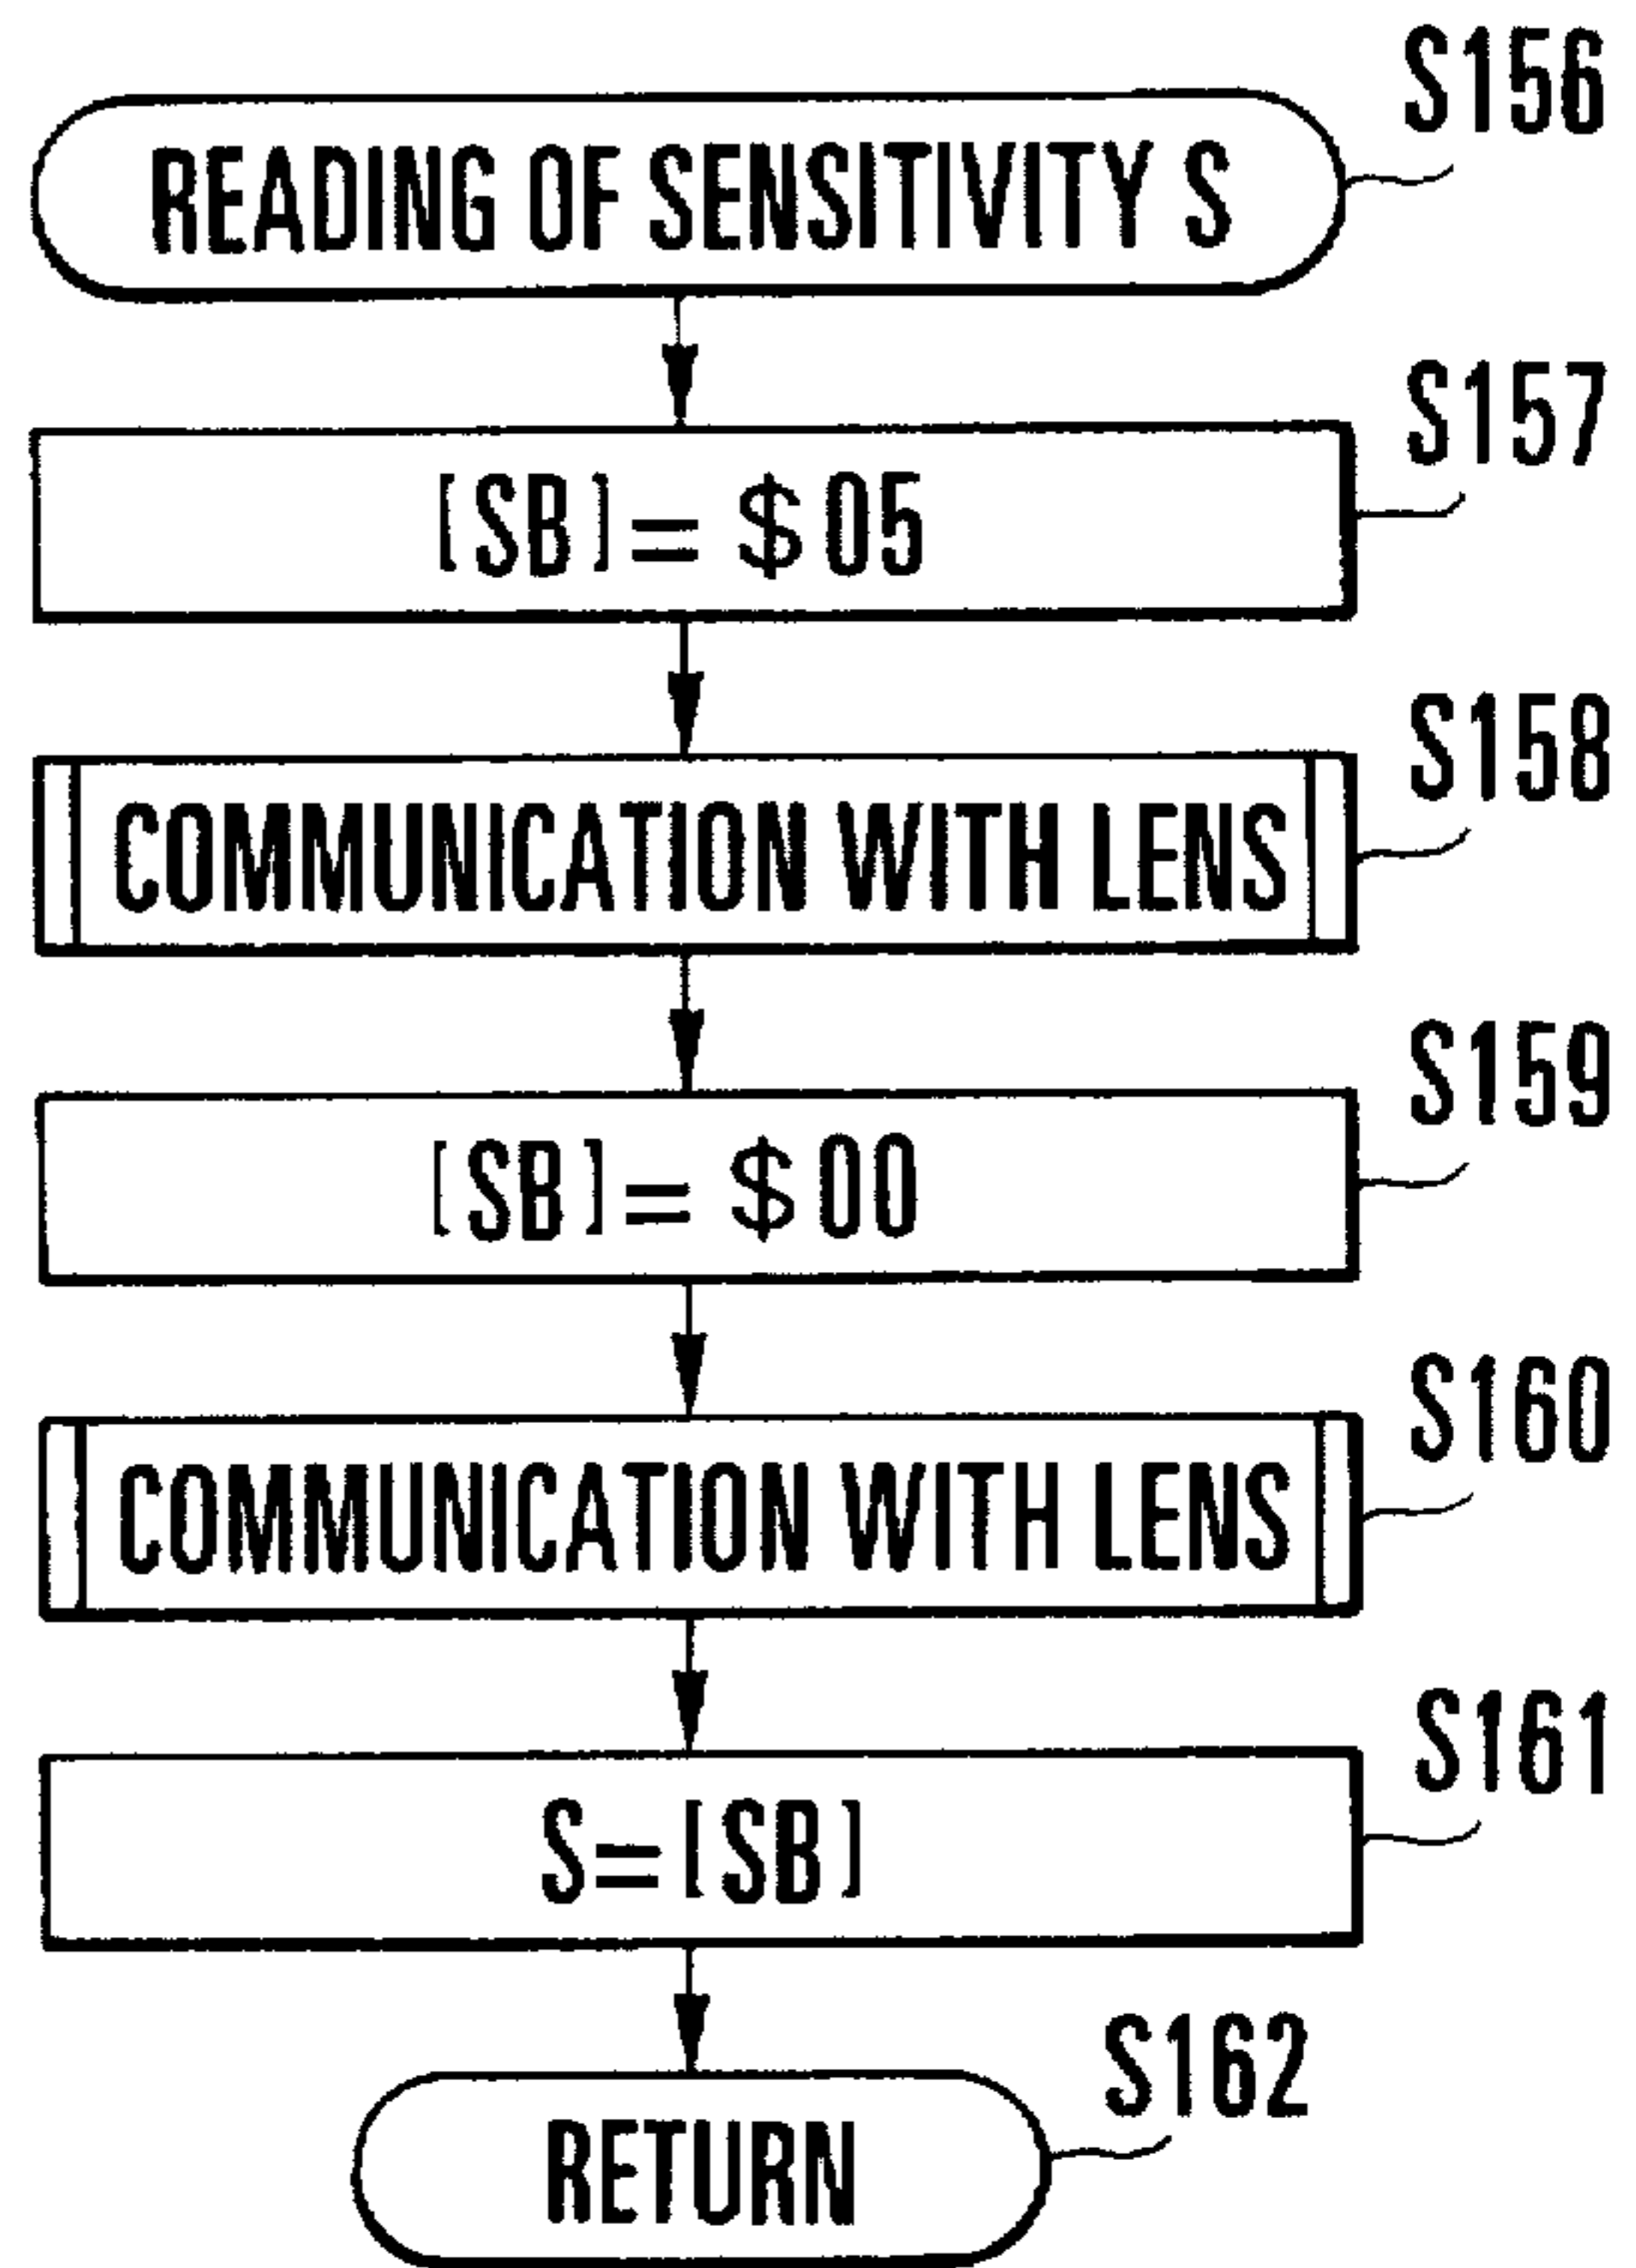 S156
READING OF SENSITIVITY S
S157
[SB]= $05
S158
COMMUNICATION WITH LENS
S159
[SB]= $00
S160
COMMUNICATION WITH LENS
S161
S=[SB]
S162
RETURN